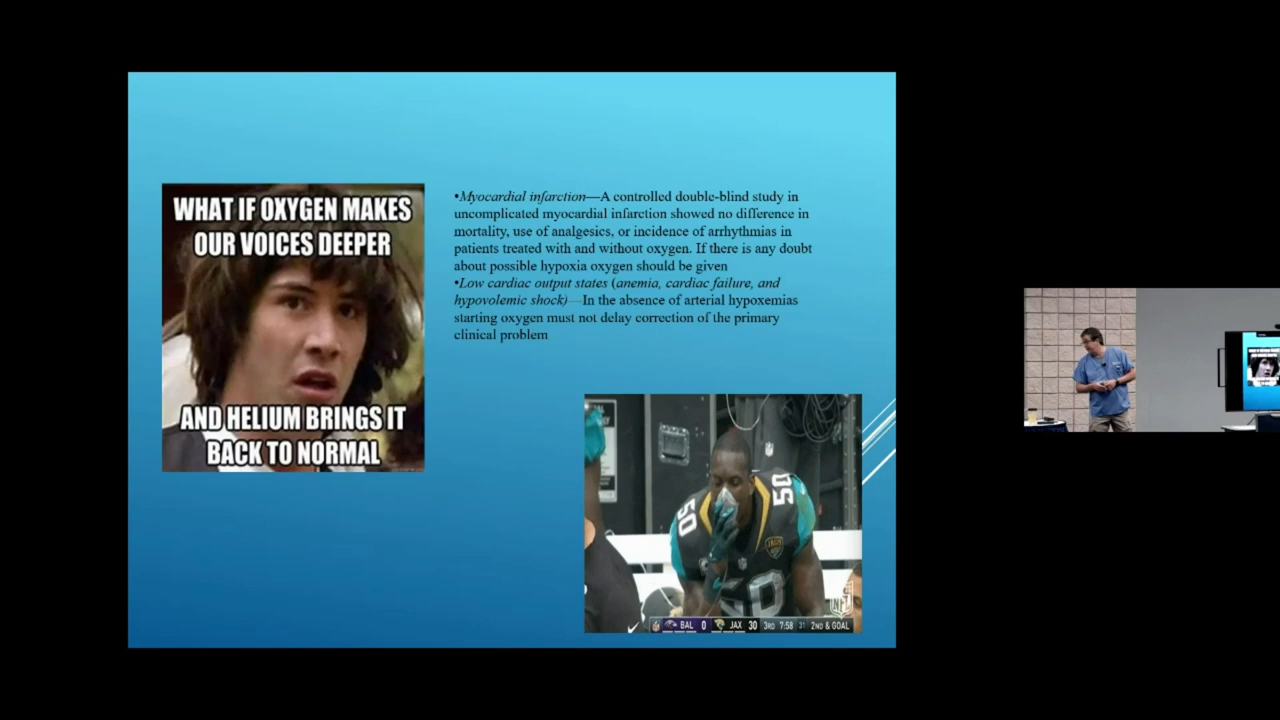 WHAT IF OXYGEN MAKES
OUR VOICES DEEPER
AND HELIUM BRINGS IT
BACK TO NORMAL
•Myocardial infarction—A controlled double-blind study in
uncomplicated myocardial infarction showed no difference in
mortality, use of analgesics, or incidence of arrhythmias in
patients treated with and without oxygen. If there is any doubt
about possible hypoxia oxygen should be given
•Low cardiac output states (anemia, cardiac failure, and
hypovolemic shock)—In the absence of arterial hypoxemias
starting oxygen must not delay correction of the primary
clinical problem
50
50
50
NFL
BAL 0 JAX 30 3RD 7:58 31 2ND & GOAL